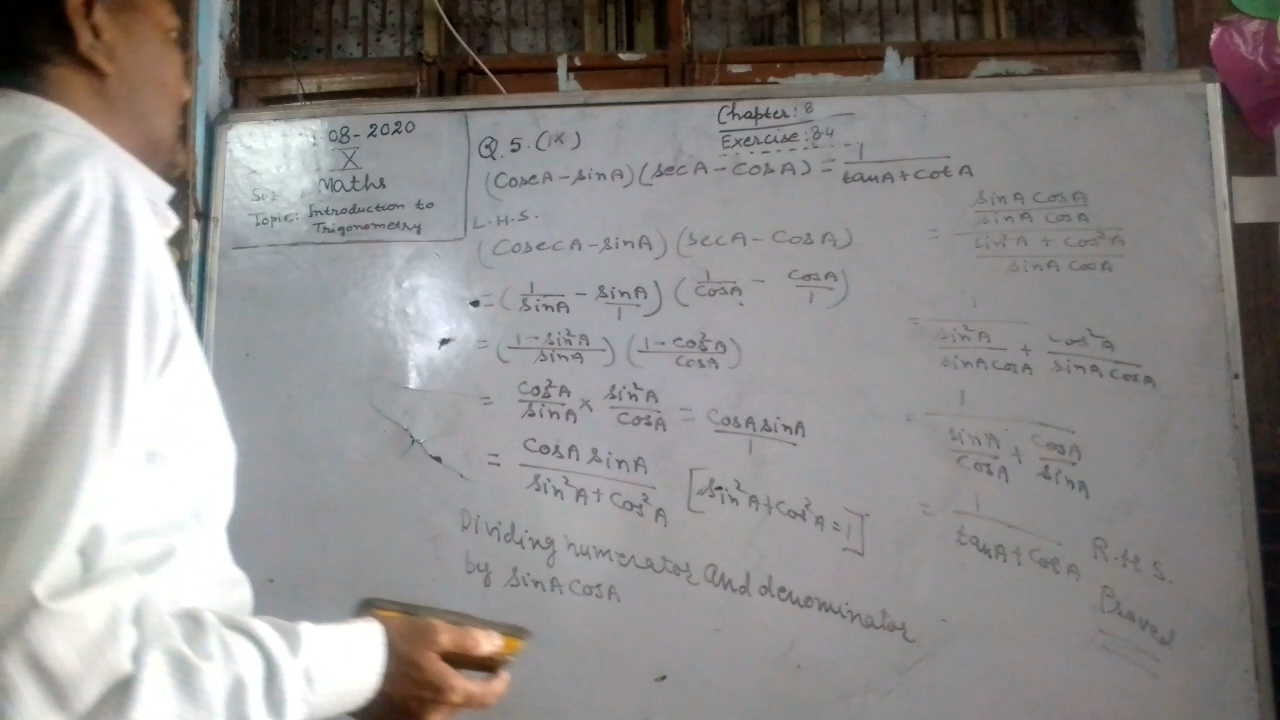 08-2020
X
Maths
Topic: Introduction to
Trigonometry
Chapter: 8
Exercise: 8.4
Q.5.(ix)
(CosecA-sinA)(secA-CosA) = 1/(tanA+cotA)
L.H.S.
(CosecA-sinA)(secA-CosA)
= (1/sinA - sinA/1)(1/cosA - cosA/1)
= ((1-sin²A)/sinA)((1-cos²A)/cosA)
= cos²A/sinA × sin²A/cosA = CosA sinA/1
= CosA sinA/(sin²A+cos²A) [sin²A+cos²A=1]
Dividing numerator and denominator
by sinA cosA
= (sinA cosA/sinA cosA)/((sin²A + cos²A)/sinA cosA)
= 1/(sin²A/sinA cosA + cos²A/sinA cosA)
= 1/(sinA/cosA + cosA/sinA)
= 1/(tanA+cotA) R.H.S.
Proved